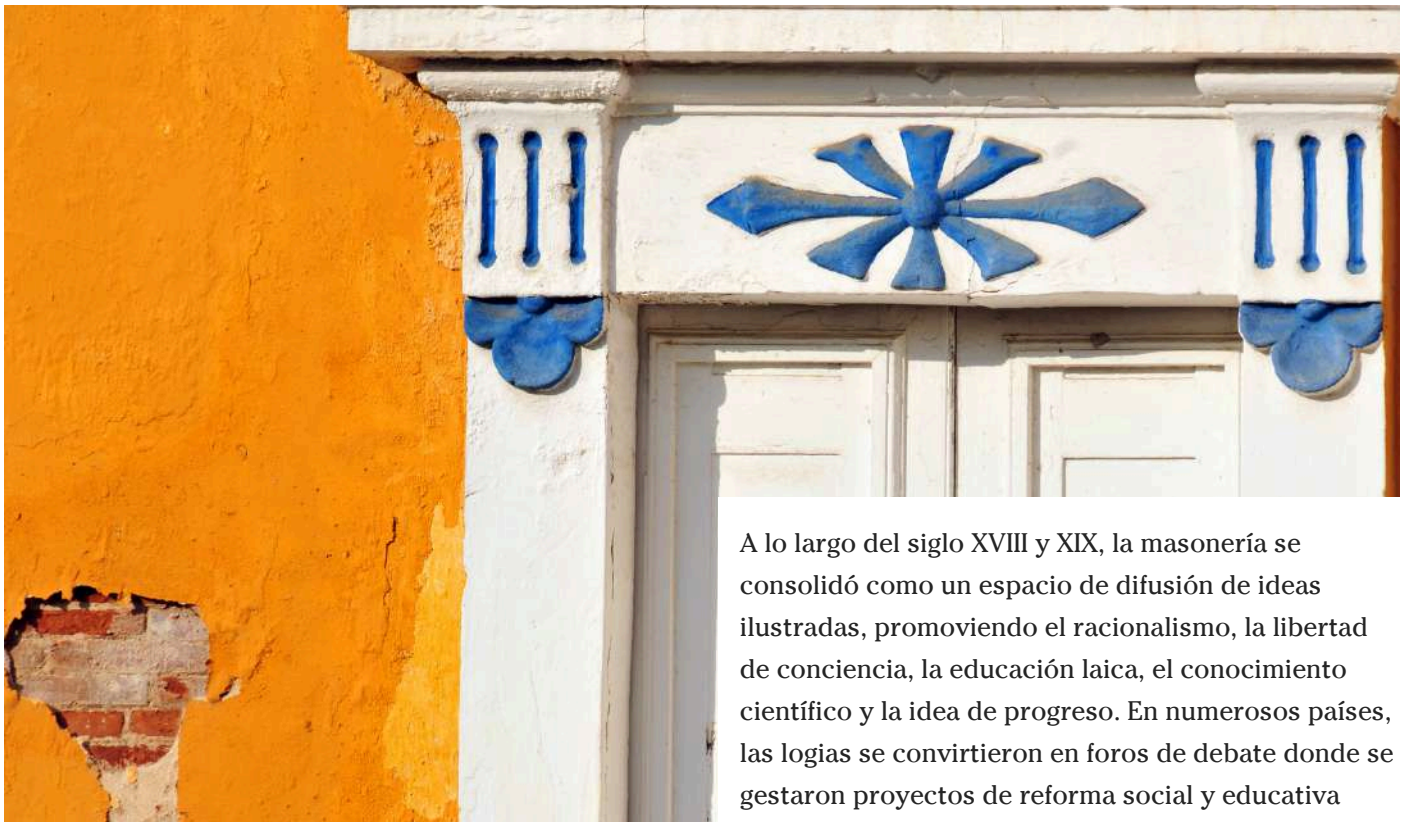 A lo largo del siglo XVIII y XIX, la masonería se
consolidó como un espacio de difusión de ideas
ilustradas, promoviendo el racionalismo, la libertad
de conciencia, la educación laica, el conocimiento
científico y la idea de progreso. En numerosos países,
las logias se convirtieron en foros de debate donde se
gestaron proyectos de reforma social y educativa